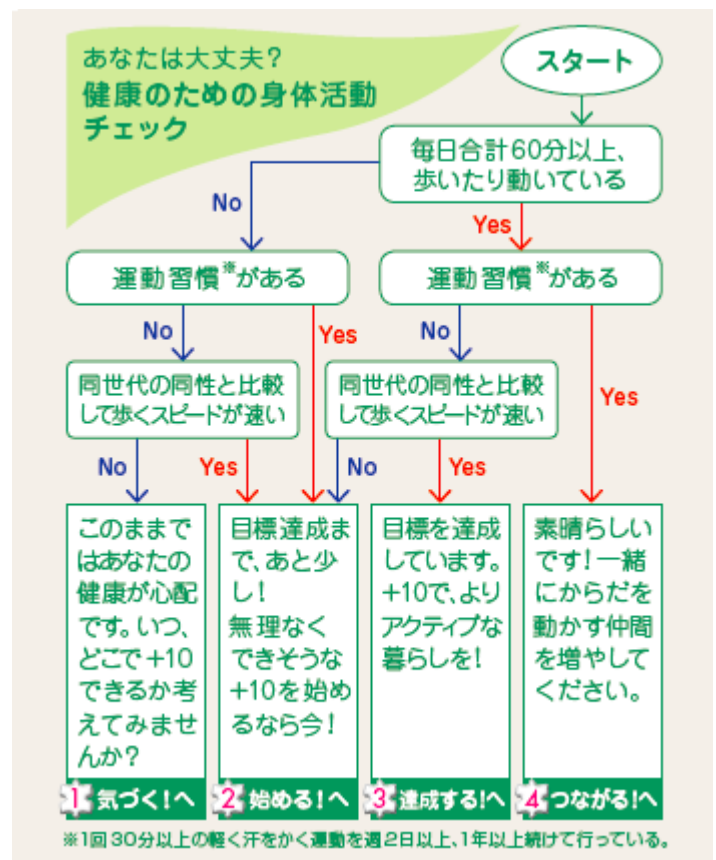 あなたは大丈夫?
健康のための身体活動
チェック
スタート
毎日合計60分以上、
歩いたり動いている
No
Yes
運動習慣※がある
運動習慣※がある
No
Yes
No
Yes
同世代の同性と比較
して歩くスピードが速い
同世代の同性と比較
して歩くスピードが速い
No
Yes
No
Yes
このままで
はあなたの
健康が心配
です。いつ、
どこで+10
できるか考
えてみませ
んか?
目標達成ま
で、あと少
し!
無理なく
できそうな
+10を始め
るなら今!
目標を達成
しています。
+10で、より
アクティブな
暮らしを!
素晴らしい
です!一緒
にからだを
動かす仲間
を増やして
ください。
1 気づく!へ
2 始める!へ
3 達成する!へ
4 つながる!へ
※1回30分以上の軽く汗をかく運動を週2日以上、1年以上続けて行っている。